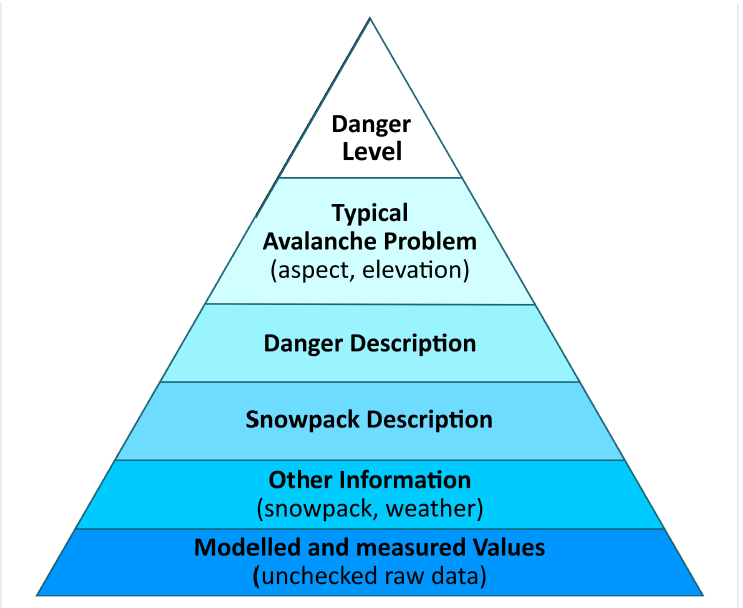 Danger
Level
Typical
Avalanche Problem
(aspect, elevation)
Danger Description
Snowpack Description
Other Information
(snowpack, weather)
Modelled and measured Values
(unchecked raw data)